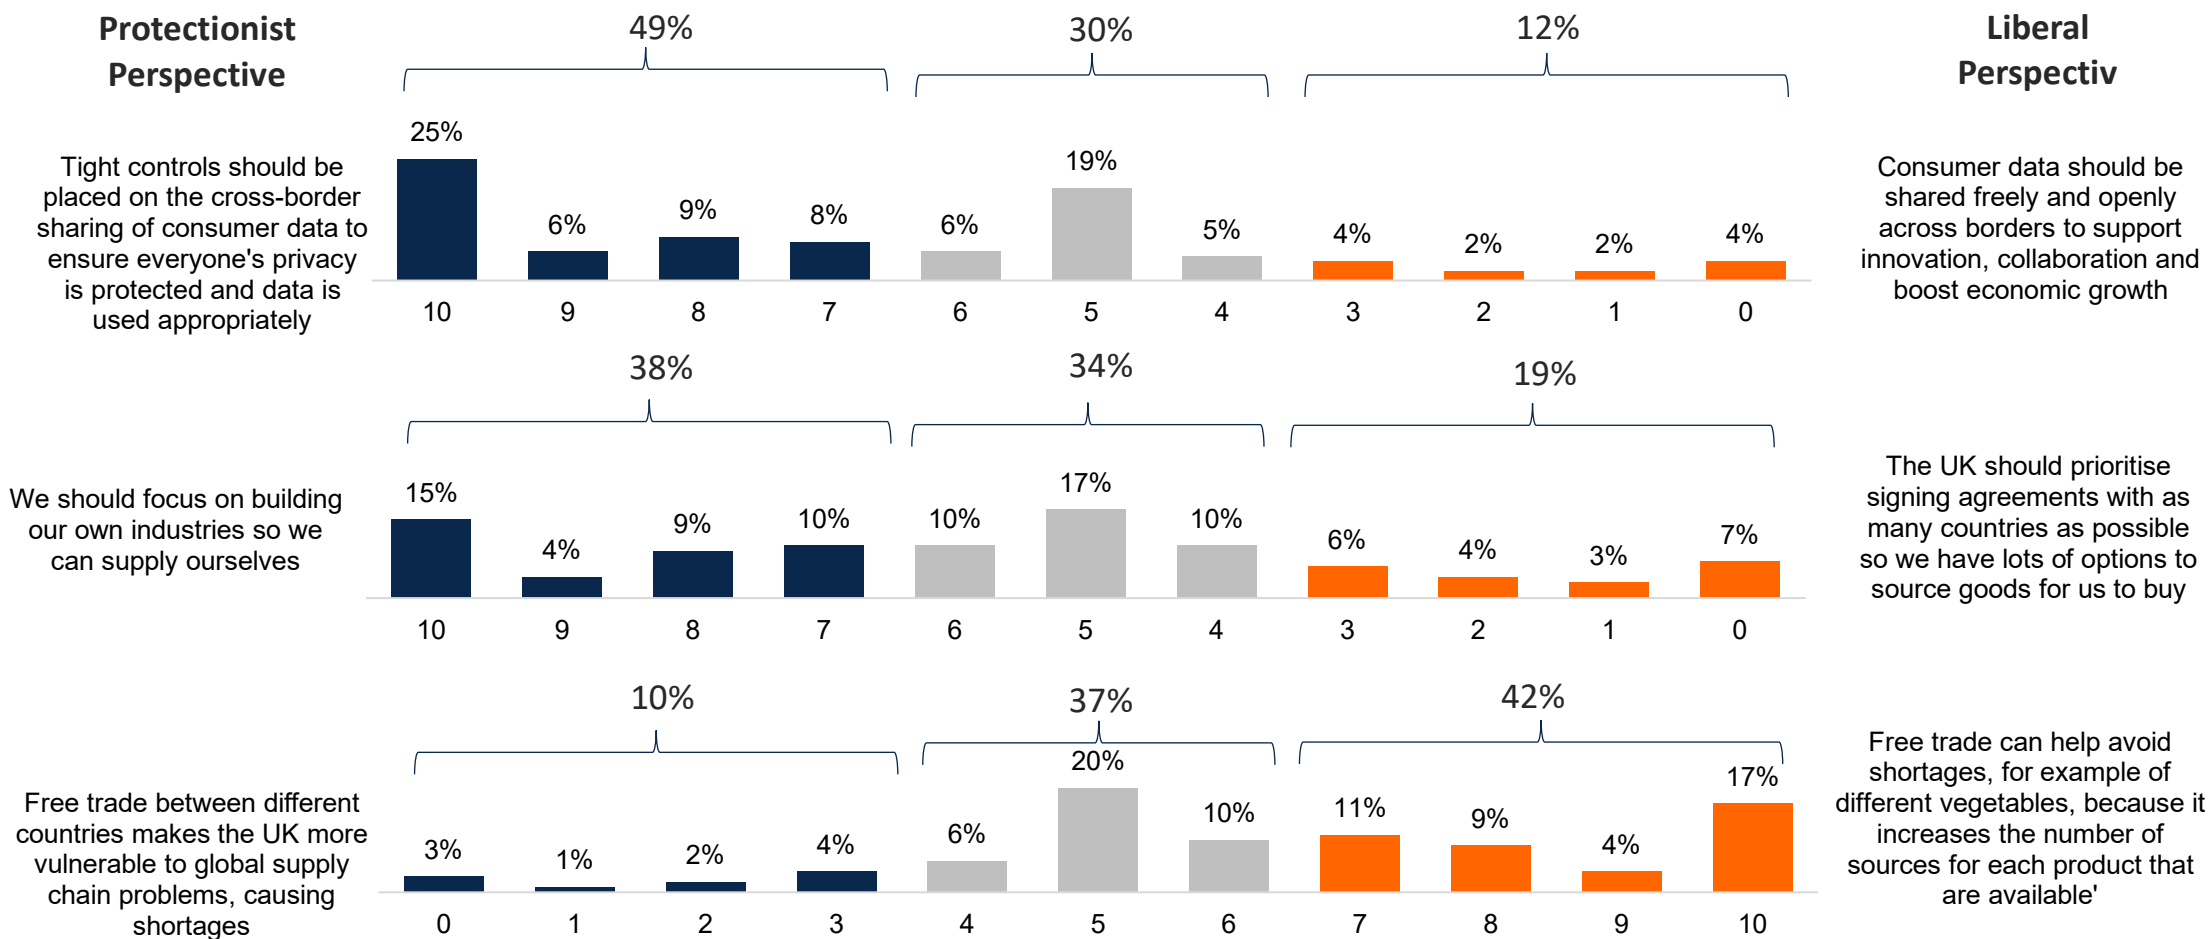 Protectionist
Perspective
49%
30%
12%
Liberal
Perspectiv
Tight controls should be
placed on the cross-border
sharing of consumer data to
ensure everyone's privacy
is protected and data is
used appropriately
25%
6%
9%
8%
6%
19%
5%
4%
2%
2%
4%
10
9
8
7
6
5
4
3
2
1
0
Consumer data should be
shared freely and openly
across borders to support
innovation, collaboration and
boost economic growth
38%
34%
19%
We should focus on building
our own industries so we
can supply ourselves
15%
4%
9%
10%
10%
17%
10%
6%
4%
3%
7%
10
9
8
7
6
5
4
3
2
1
0
The UK should prioritise
signing agreements with as
many countries as possible
so we have lots of options to
source goods for us to buy
10%
37%
42%
Free trade between different
countries makes the UK more
vulnerable to global supply
chain problems, causing
shortages
3%
1%
2%
4%
6%
20%
10%
11%
9%
4%
17%
0
1
2
3
4
5
6
7
8
9
10
Free trade can help avoid
shortages, for example of
different vegetables, because it
increases the number of
sources for each product that
are available'